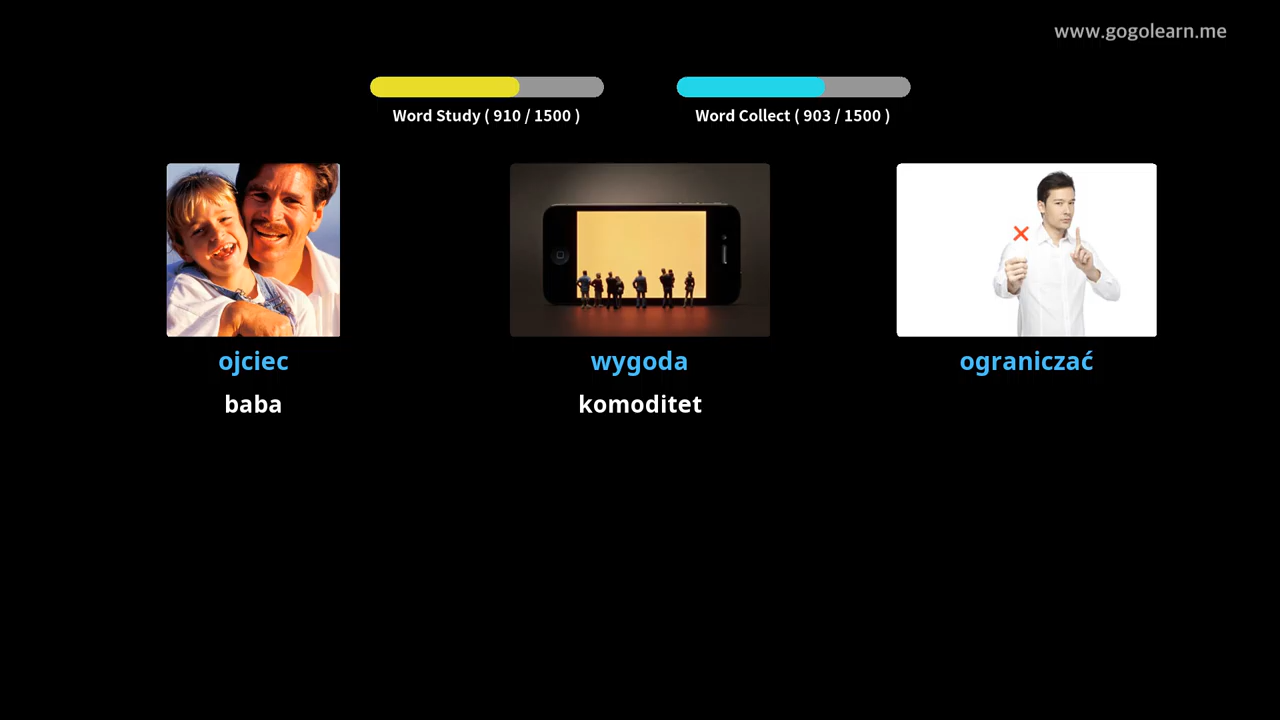 www.gogolearn.me
Word Study ( 910 / 1500 )
Word Collect ( 903 / 1500 )
ojciec
wygoda
ograniczać
baba
komoditet